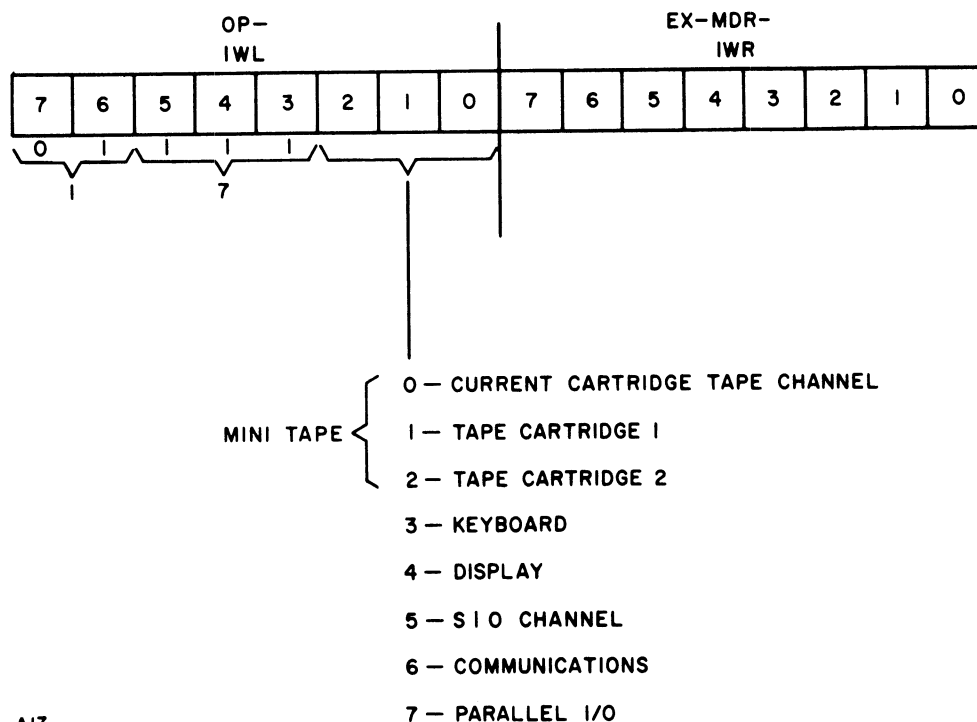 OP-
IWL
EX-MDR-
IWR
7 6 5 4 3 2 1 0 7 6 5 4 3 2 1 0
0 1 1 1 1
1 7
MINI TAPE
0 — CURRENT CARTRIDGE TAPE CHANNEL
1 — TAPE CARTRIDGE 1
2 — TAPE CARTRIDGE 2
3 — KEYBOARD
4 — DISPLAY
5 — SIO CHANNEL
6 — COMMUNICATIONS
7 — PARALLEL I/O